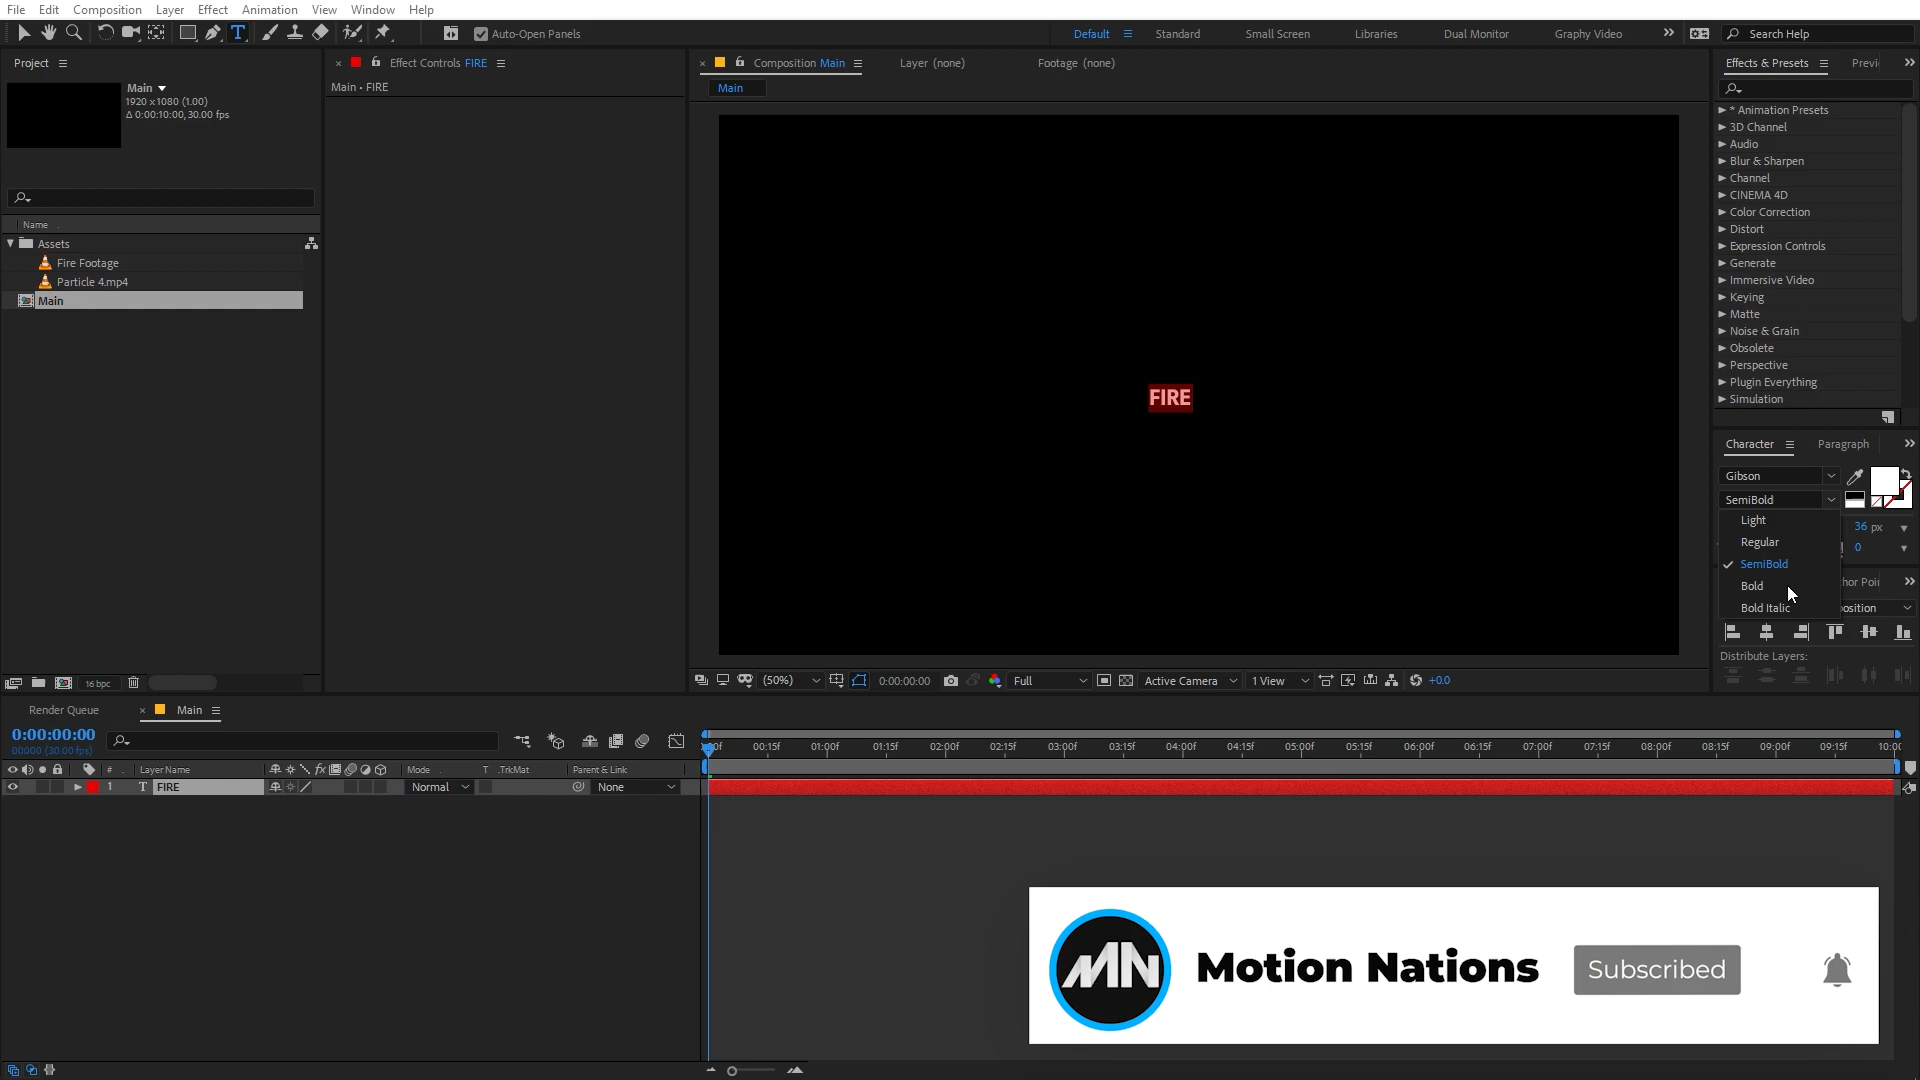 File Edit Composition Layer Effect Animation View Window Help
Auto-Open Panels
Default Standard Small Screen Libraries Dual Monitor Graphy Video Search Help
Project
Main
1920 x 1080 (1.00)
Δ 0:00:10:00, 30.00 fps
Name
Assets
Fire Footage
Particle 4.mp4
Main
16 bpc
Effect Controls FIRE
Main • FIRE
Composition Main Layer (none) Footage (none)
Main
FIRE
(50%) 0:00:00:00 Full Active Camera 1 View +0.0
Effects & Presets Previ
* Animation Presets
3D Channel
Audio
Blur & Sharpen
Channel
CINEMA 4D
Color Correction
Distort
Expression Controls
Generate
Immersive Video
Keying
Matte
Noise & Grain
Obsolete
Perspective
Plugin Everything
Simulation
Character Paragraph
Gibson
SemiBold
Light
Regular
SemiBold
Bold
Bold Italic
36 px
0
chor Poi
osition
Distribute Layers:
Render Queue Main
0:00:00:00
00000 (30.00 fps)
# Layer Name fx Mode T .TrkMat Parent & Link
1 T FIRE Normal None
0f 00:15f 01:00f 01:15f 02:00f 02:15f 03:00f 03:15f 04:00f 04:15f 05:00f 05:15f 06:00f 06:15f 07:00f 07:15f 08:00f 08:15f 09:00f 09:15f 10:00
MN Motion Nations Subscribed